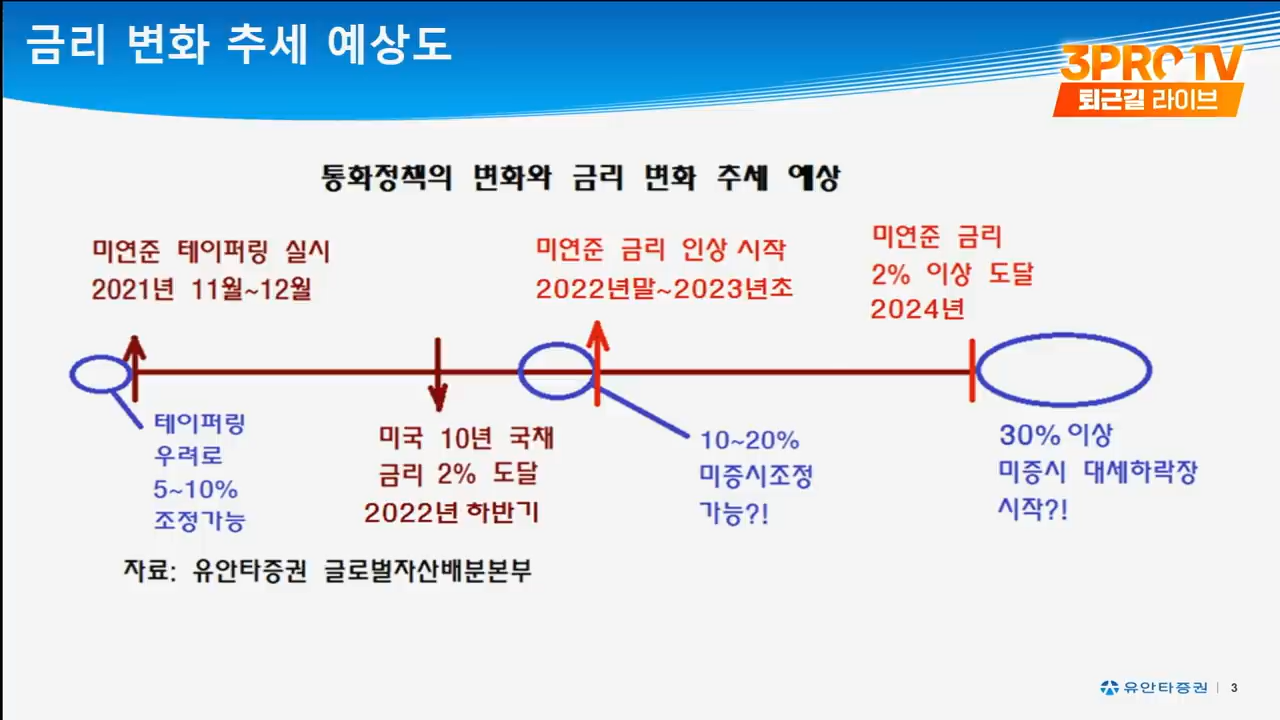 금리 변화 추세 예상도
3PROTV
퇴근길 라이브
통화정책의 변화와 금리 변화 추세 예상
미연준 테이퍼링 실시
2021년 11월~12월
미연준 금리 인상 시작
2022년말~2023년초
미연준 금리
2% 이상 도달
2024년
테이퍼링
우려로
5~10%
조정가능
미국 10년 국채
금리 2% 도달
2022년 하반기
10~20%
미증시조정
가능?!
30% 이상
미증시 대세하락장
시작?!
자료: 유안타증권 글로벌자산배분본부
유안타증권 | 3